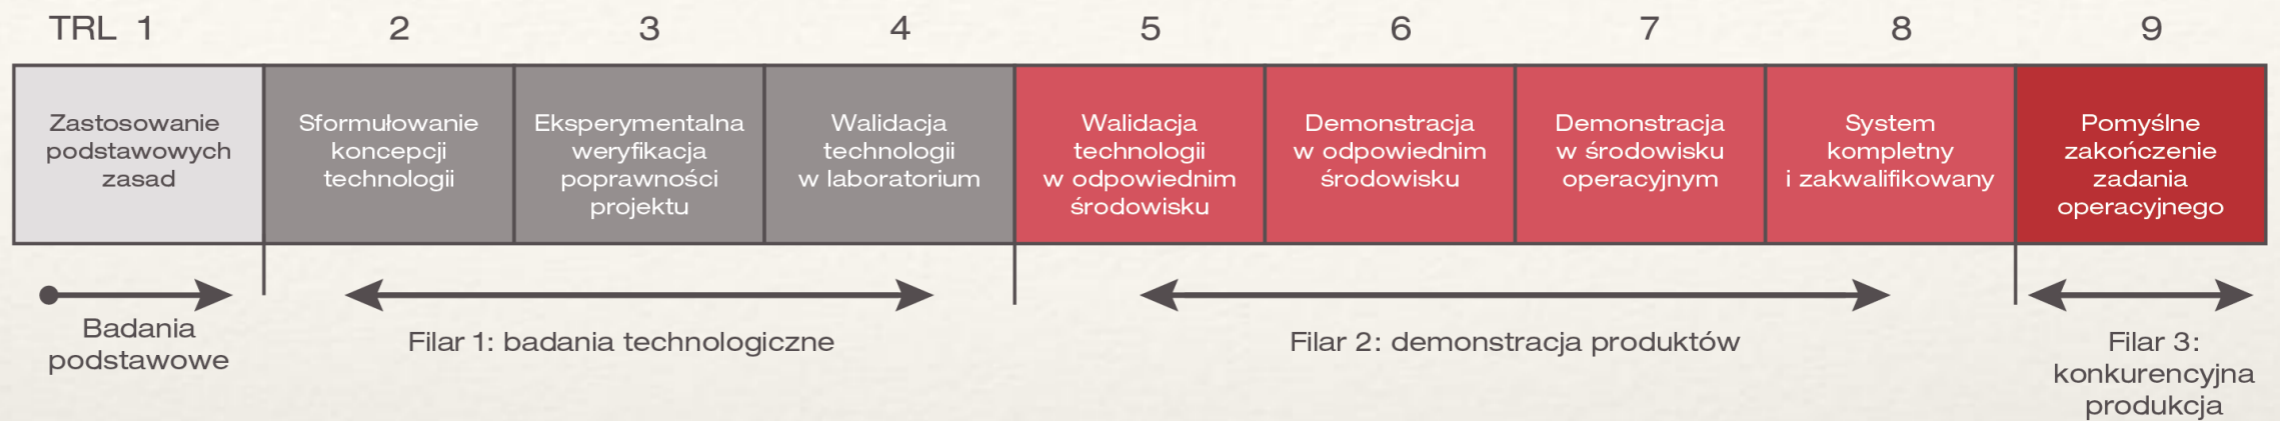 TRL 1 2 3 4 5 6 7 8 9
Zastosowanie
podstawowych
zasad
Sformułowanie
koncepcji
technologii
Eksperymentalna
weryfikacja
poprawności
projektu
Walidacja
technologii
w laboratorium
Walidacja
technologii
w odpowiednim
środowisku
Demonstracja
w odpowiednim
środowisku
Demonstracja
w środowisku
operacyjnym
System
kompletny
i zakwalifikowany
Pomyślne
zakończenie
zadania
operacyjnego
Badania
podstawowe
Filar 1: badania technologiczne
Filar 2: demonstracja produktów
Filar 3:
konkurencyjna
produkcja